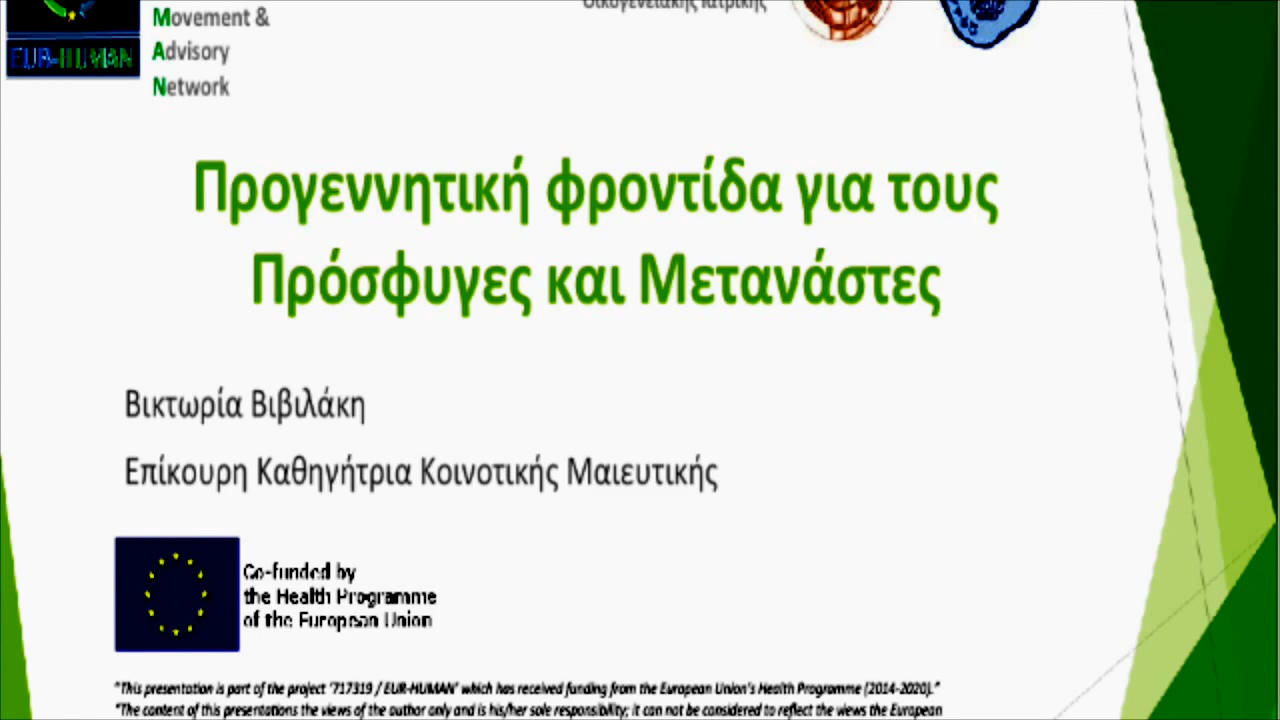 Movement &
Οικογενειακής Ιατρικής
Advisory
EUR-HUMAN
Network
Προγεννητική φροντίδα για τους
Πρόσφυγες και Μετανάστες
Βικτωρία Βιβιλάκη
Επίκουρη Καθηγήτρια Κοινοτικής Μαιευτικής
Co-funded by
the Health Programme
of the European Union
"This presentation is part of the project '717319 / EUR-HUMAN' which has received funding from the European Union's Health Programme (2014-2020)."
"The content of this presentations the views of the author only and is his/her sole responsibility; it can not be considered to reflect the views the European